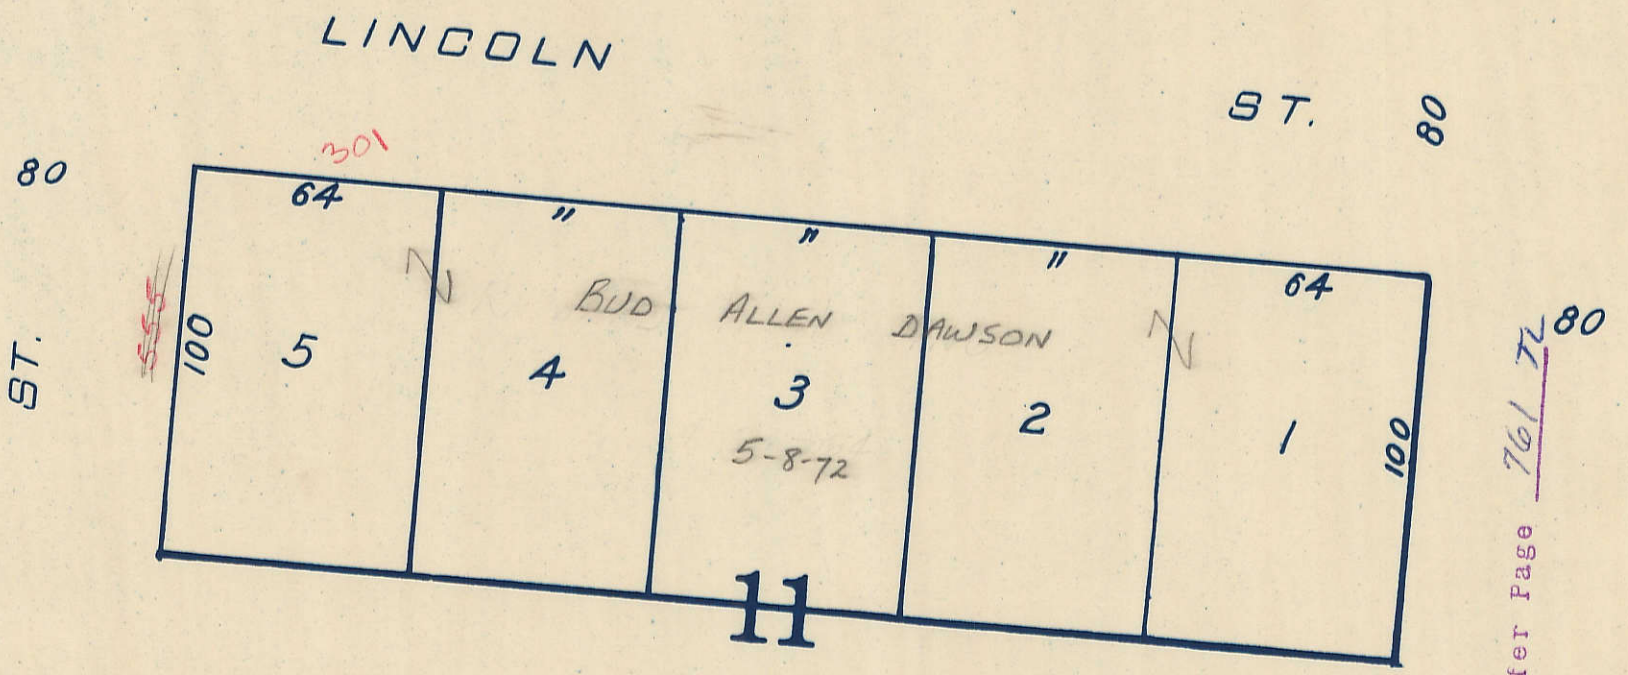 LINCOLN
ST. 80
301
80
64 " " " 64
555
BUD ALLEN DAWSON
ST.
100
5 4 3 2 1
100
5-8-72
11
80
fer Page 761 TL